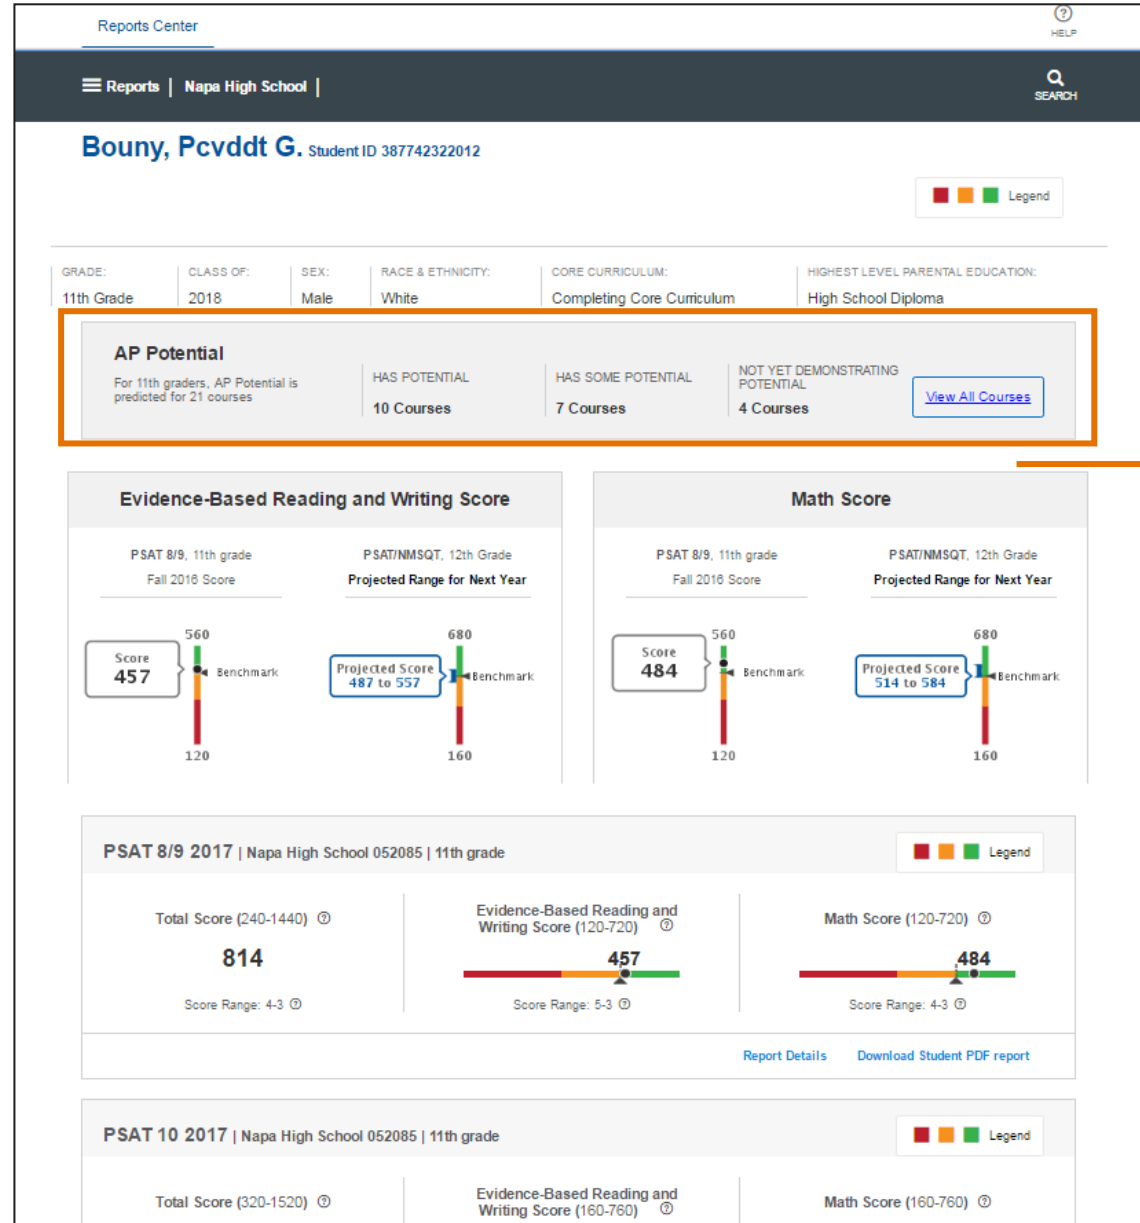 Reports Center
HELP
Reports | Napa High School |
SEARCH
Bouny, Pcvddt G. Student ID 387742322012
Legend
GRADE: CLASS OF: SEX: RACE & ETHNICITY: CORE CURRICULUM: HIGHEST LEVEL PARENTAL EDUCATION:
11th Grade 2018 Male White Completing Core Curriculum High School Diploma
AP Potential
For 11th graders, AP Potential is
predicted for 21 courses
HAS POTENTIAL
10 Courses
HAS SOME POTENTIAL
7 Courses
NOT YET DEMONSTRATING
POTENTIAL
4 Courses
View All Courses
Evidence-Based Reading and Writing Score
PSAT 8/9, 11th grade
Fall 2016 Score
560
Score
457
Benchmark
120
PSAT/NMSQT, 12th Grade
Projected Range for Next Year
680
Projected Score
487 to 557
Benchmark
160
Math Score
PSAT 8/9, 11th grade
Fall 2016 Score
560
Score
484
Benchmark
120
PSAT/NMSQT, 12th Grade
Projected Range for Next Year
680
Projected Score
514 to 584
Benchmark
160
PSAT 8/9 2017 | Napa High School 052085 | 11th grade
Legend
Total Score (240-1440) ?
814
Score Range: 4-3 ?
Evidence-Based Reading and
Writing Score (120-720) ?
457
Score Range: 5-3 ?
Math Score (120-720) ?
484
Score Range: 4-3 ?
Report Details Download Student PDF report
PSAT 10 2017 | Napa High School 052085 | 11th grade
Legend
Total Score (320-1520) ?
Evidence-Based Reading and
Writing Score (160-760) ?
Math Score (160-760) ?